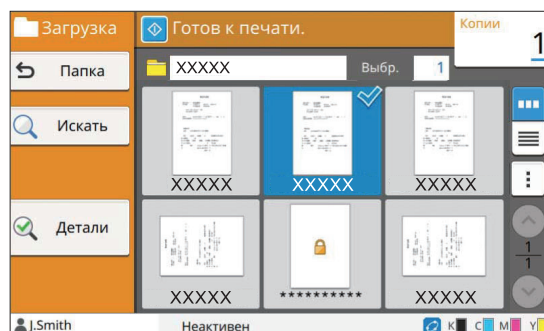 Загрузка
Готов к печати.
Копии
1
Папка
XXXXX
Выбр.
1
Искать
XXXXX
XXXXX
XXXXX
Детали
XXXXX
**********
XXXXX
1
1
J.Smith
Неактивен
K C M Y